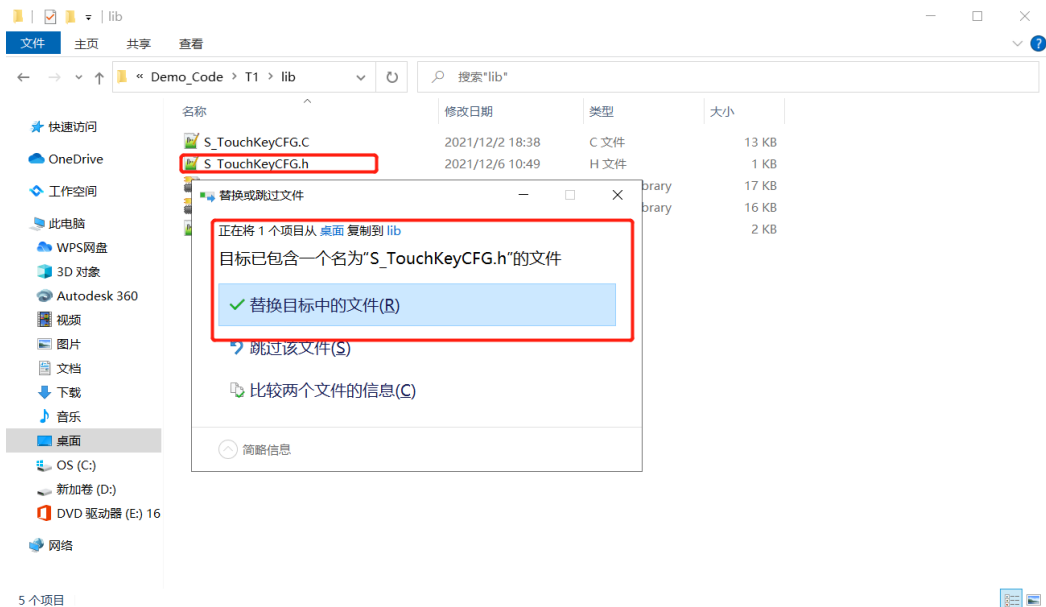 lib
文件 主页 共享 查看
« Demo_Code › T1 › lib 搜索"lib"
名称 修改日期 类型 大小
快速访问
OneDrive
工作空间
此电脑
WPS网盘
3D 对象
Autodesk 360
视频
图片
文档
下载
音乐
桌面
OS (C:)
新加卷 (D:)
DVD 驱动器 (E:) 16
网络
S_TouchKeyCFG.C 2021/12/2 18:38 C 文件 13 KB
S_TouchKeyCFG.h 2021/12/6 10:49 H 文件 1 KB
brary 17 KB
brary 16 KB
2 KB
替换或跳过文件
正在将 1 个项目从 桌面 复制到 lib
目标已包含一个名为"S_TouchKeyCFG.h"的文件
替换目标中的文件(R)
跳过该文件(S)
比较两个文件的信息(C)
简略信息
5 个项目